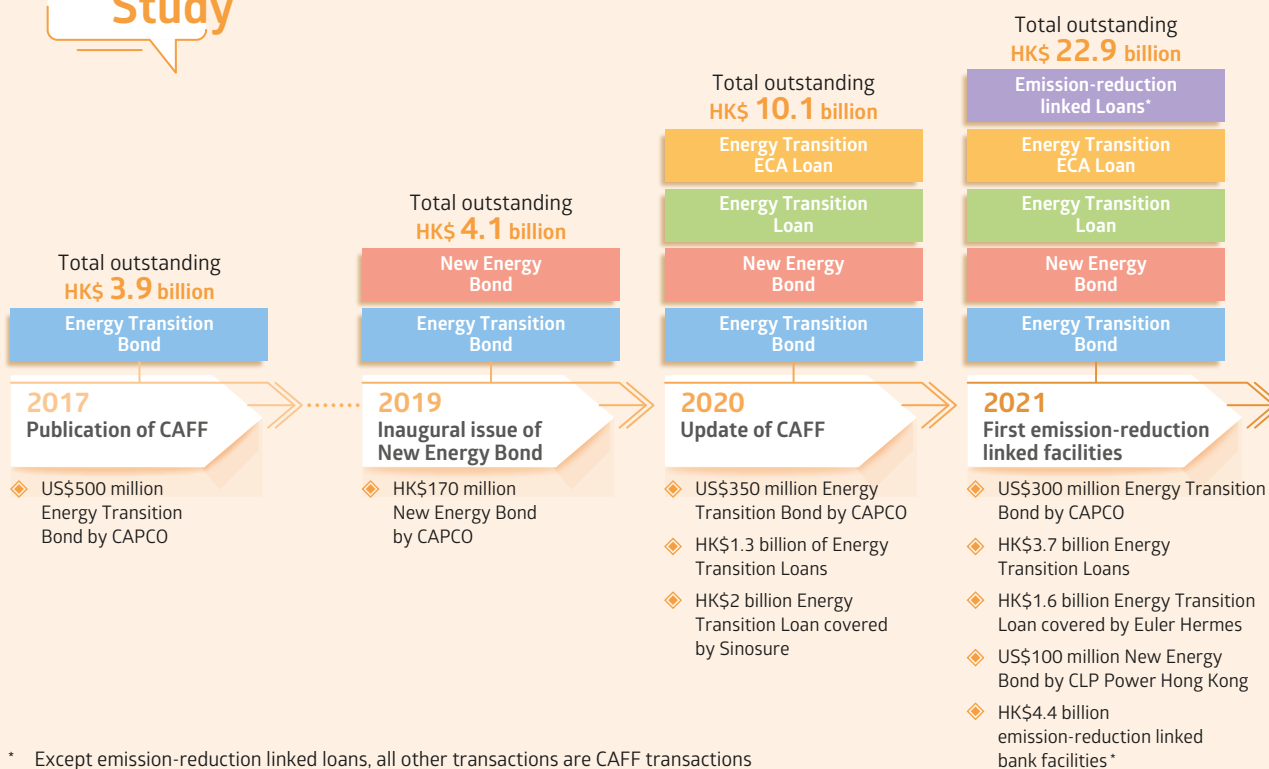 Study
Total outstanding
HK$ 3.9 billion
Energy Transition
Bond
2017
Publication of CAFF
US$500 million
Energy Transition
Bond by CAPCO
Total outstanding
HK$ 4.1 billion
New Energy
Bond
Energy Transition
Bond
2019
Inaugural issue of
New Energy Bond
HK$170 million
New Energy Bond
by CAPCO
Total outstanding
HK$ 10.1 billion
Energy Transition
ECA Loan
Energy Transition
Loan
New Energy
Bond
Energy Transition
Bond
2020
Update of CAFF
US$350 million Energy
Transition Bond by CAPCO
HK$1.3 billion of Energy
Transition Loans
HK$2 billion Energy
Transition Loan covered
by Sinosure
Total outstanding
HK$ 22.9 billion
Emission-reduction
linked Loans*
Energy Transition
ECA Loan
Energy Transition
Loan
New Energy
Bond
Energy Transition
Bond
2021
First emission-reduction
linked facilities
US$300 million Energy Transition
Bond by CAPCO
HK$3.7 billion Energy
Transition Loans
HK$1.6 billion Energy Transition
Loan covered by Euler Hermes
US$100 million New Energy
Bond by CLP Power Hong Kong
HK$4.4 billion
emission-reduction linked
bank facilities*
* Except emission-reduction linked loans, all other transactions are CAFF transactions